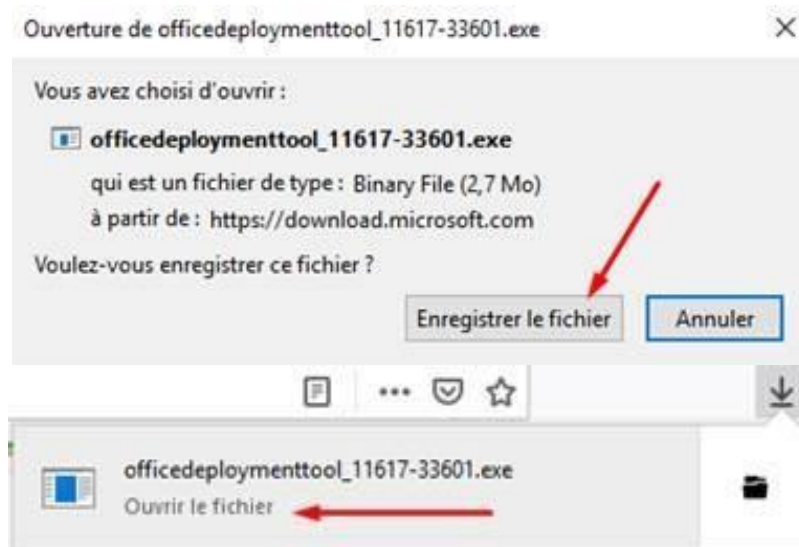 Ouverture de officedeploymenttool_11617-33601.exe
Vous avez choisi d'ouvrir :
officedeploymenttool_11617-33601.exe
qui est un fichier de type : Binary File (2,7 Mo)
à partir de : https://download.microsoft.com
Voulez-vous enregistrer ce fichier ?
Enregistrer le fichier Annuler
officedeploymenttool_11617-33601.exe
Ouvrir le fichier